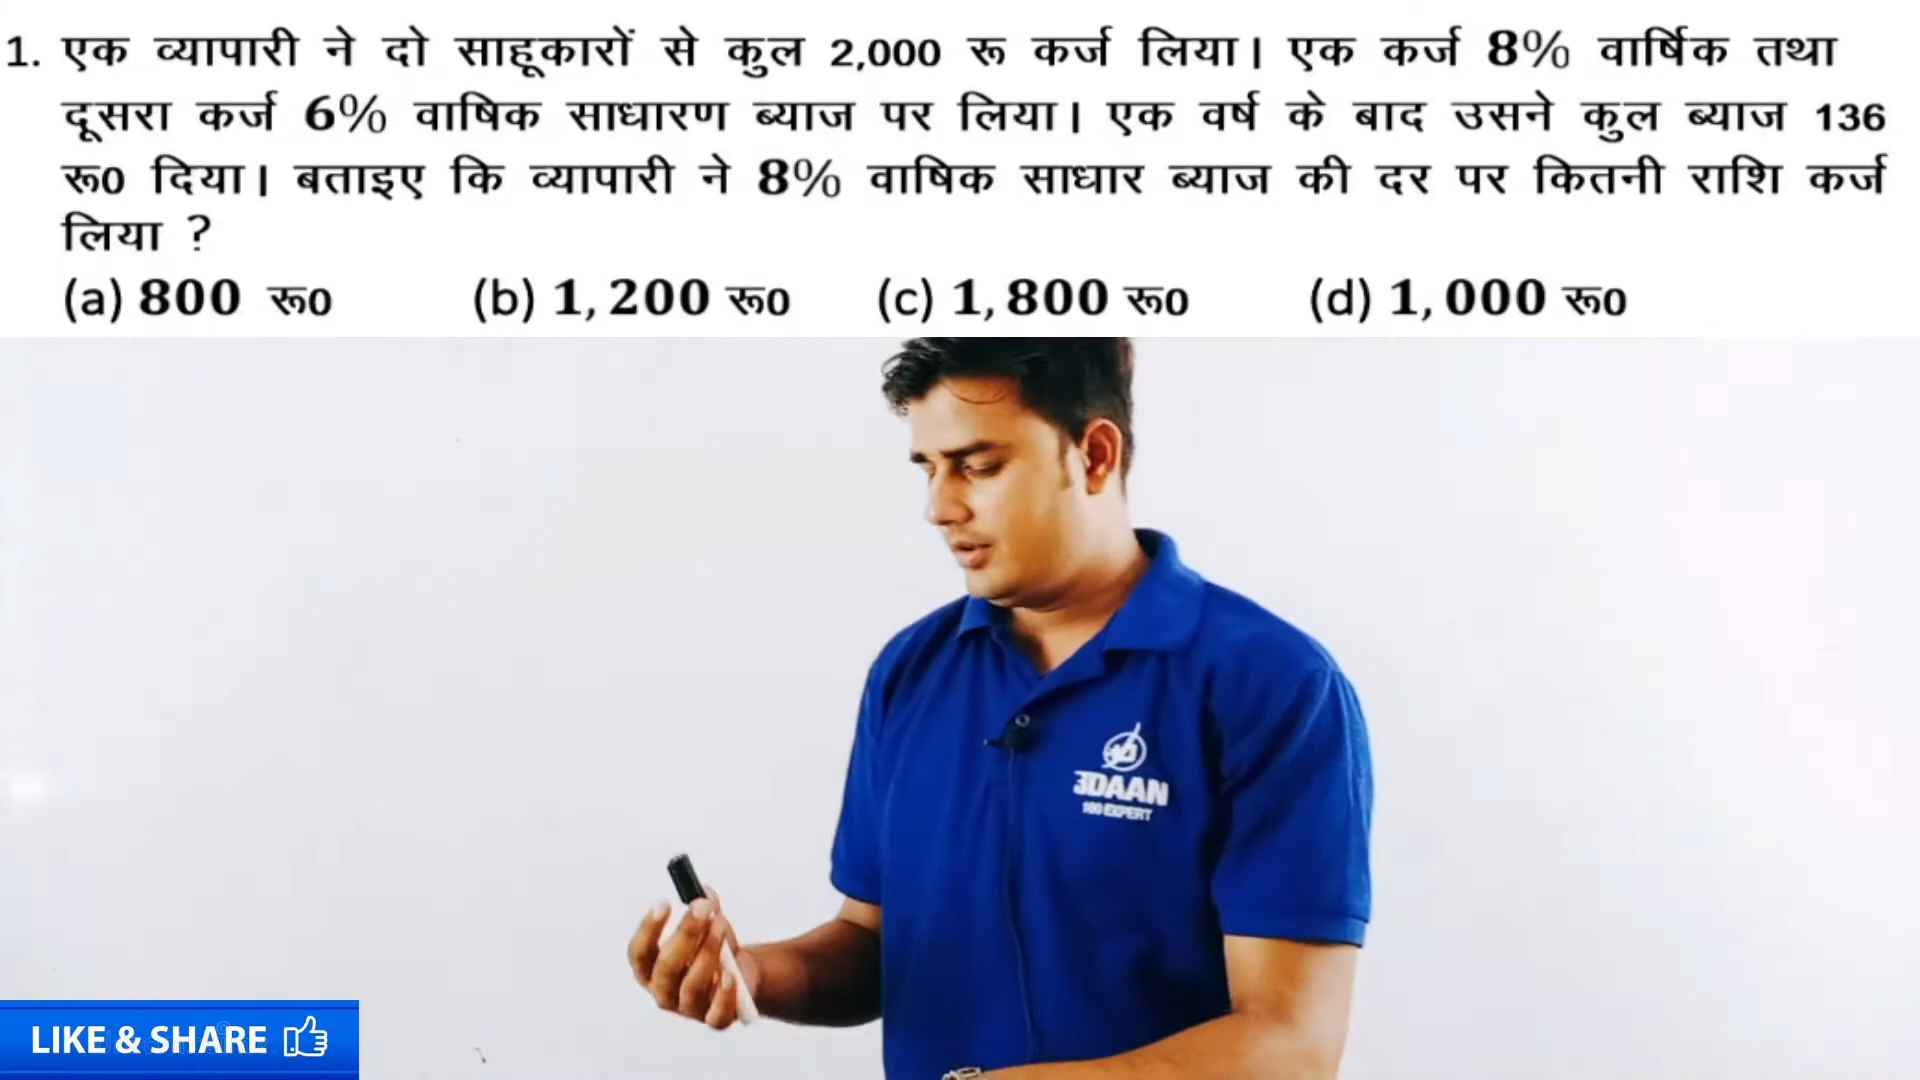 1. एक व्यापारी ने दो साहूकारों से कुल 2,000 रू कर्ज लिया। एक कर्ज 8% वार्षिक तथा
दूसरा कर्ज 6% वाषिक साधारण ब्याज पर लिया। एक वर्ष के बाद उसने कुल ब्याज 136
रू0 दिया। बताइए कि व्यापारी ने 8% वाषिक साधार ब्याज की दर पर कितनी राशि कर्ज
लिया ?
(a) 800 रू0 (b) 1, 200 रू0 (c) 1, 800 रू0 (d) 1, 000 रू0
3DAAN
100 EXPERT
LIKE & SHARE